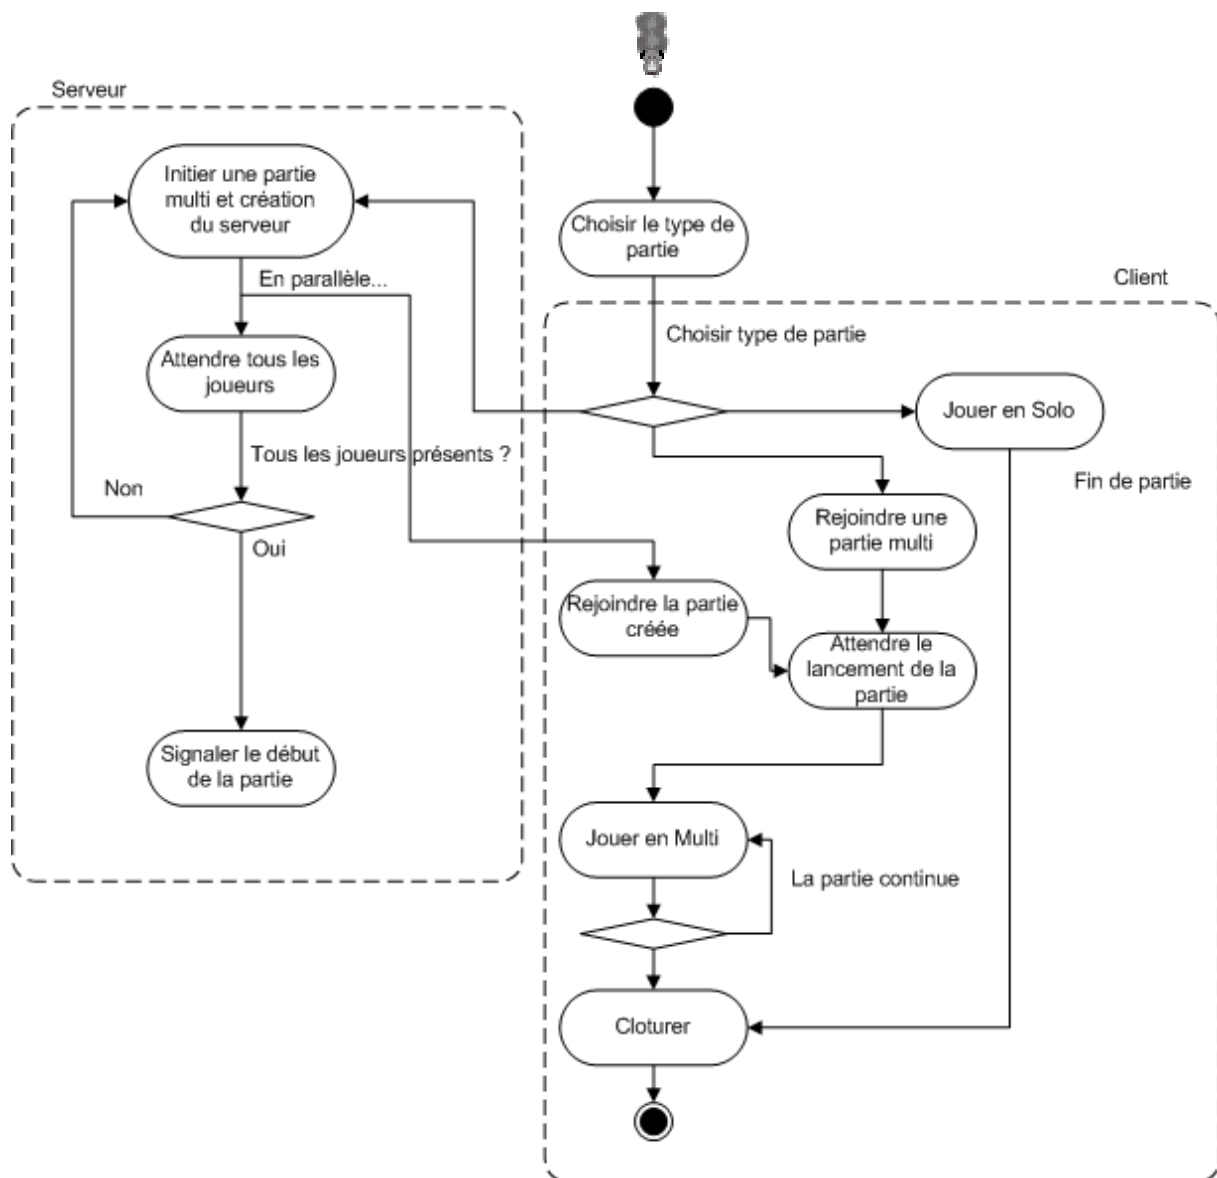 Serveur
Initier une partie
multi et création
du serveur
En parallèle...
Attendre tous les
joueurs
Tous les joueurs présents ?
Non
Oui
Signaler le début
de la partie
Choisir le type de
partie
Client
Choisir type de partie
Jouer en Solo
Fin de partie
Rejoindre une
partie multi
Rejoindre la partie
créée
Attendre le
lancement de la
partie
Jouer en Multi
La partie continue
Cloturer